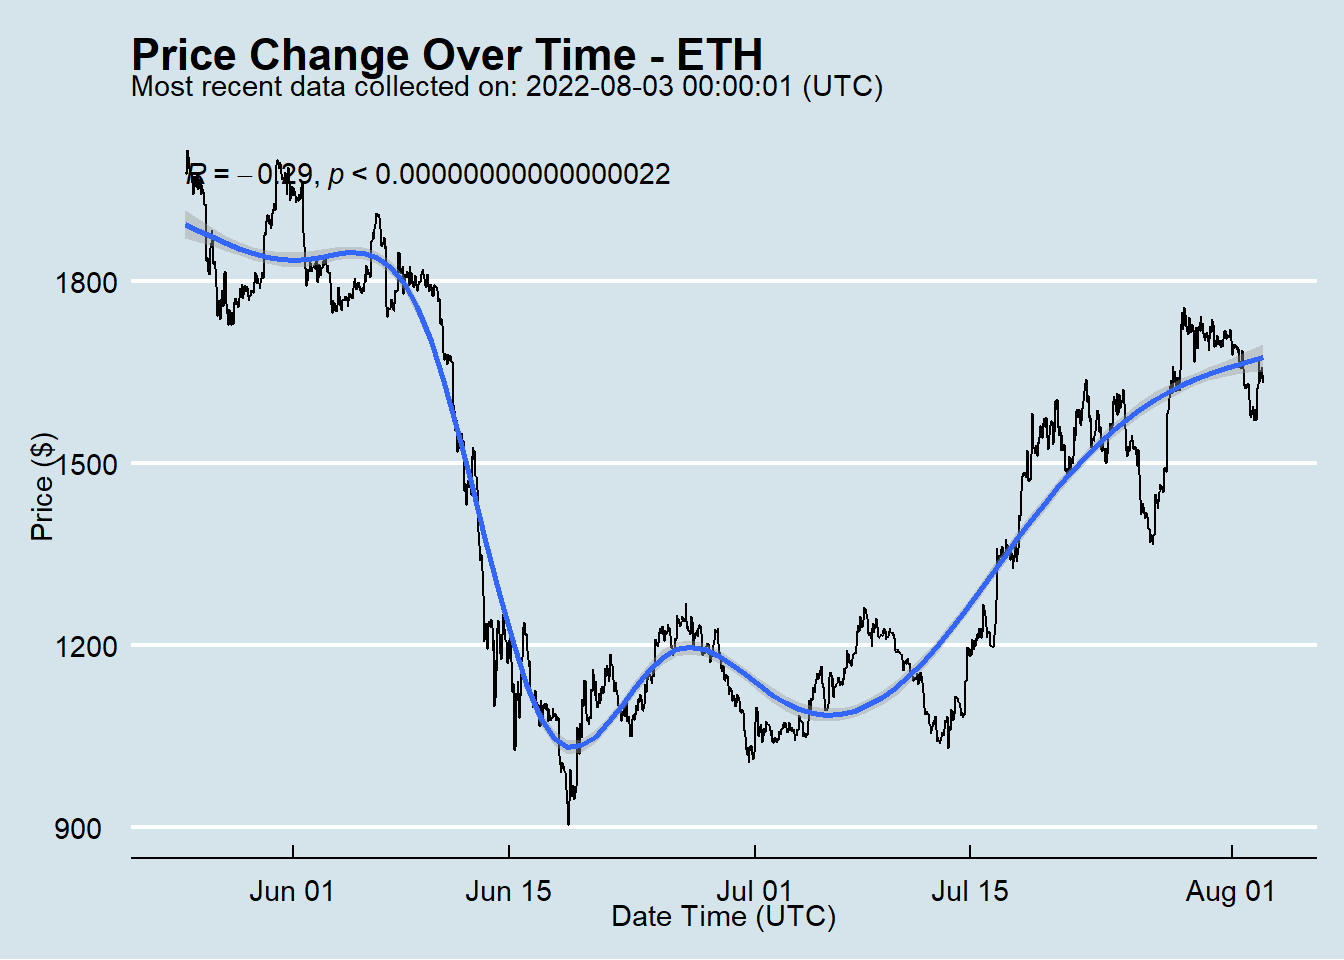 Price Change Over Time - ETH
Most recent data collected on: 2022-08-03 00:00:01 (UTC)
R = −0.29, p < 0.00000000000000022
1800
1500
1200
900
Price ($)
Jun 01 Jun 15 Jul 01 Jul 15 Aug 01
Date Time (UTC)